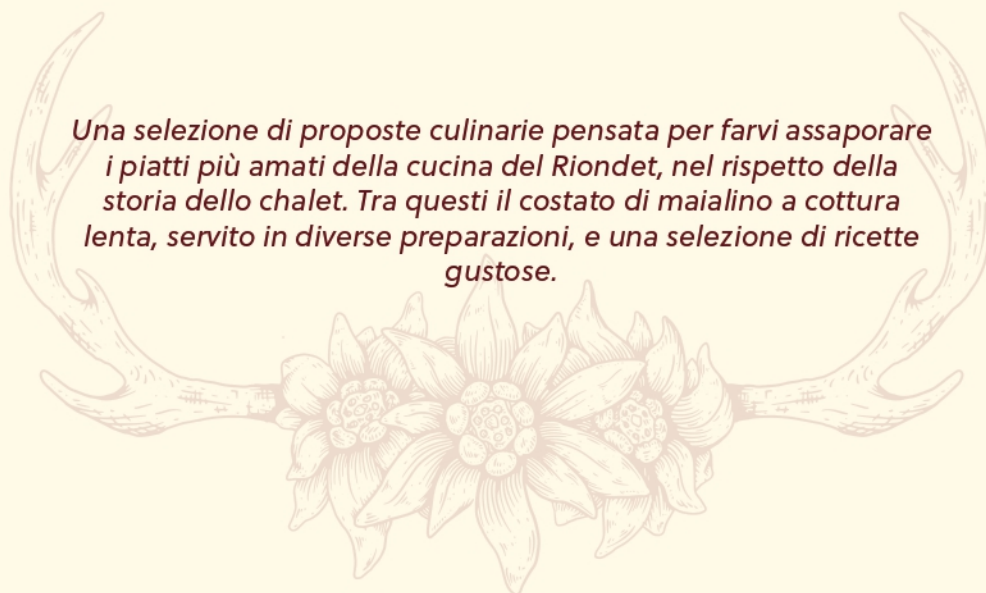 Una selezione di proposte culinarie pensata per farvi assaporare
i piatti più amati della cucina del Riondet, nel rispetto della
storia dello chalet. Tra questi il costato di maialino a cottura
lenta, servito in diverse preparazioni, e una selezione di ricette
gustose.